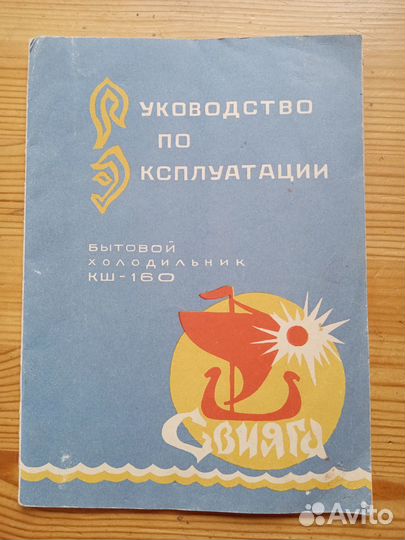 Руководство
по
Эксплуатации
Бытовой
холодильник
КШ-160
Свияга
Avito